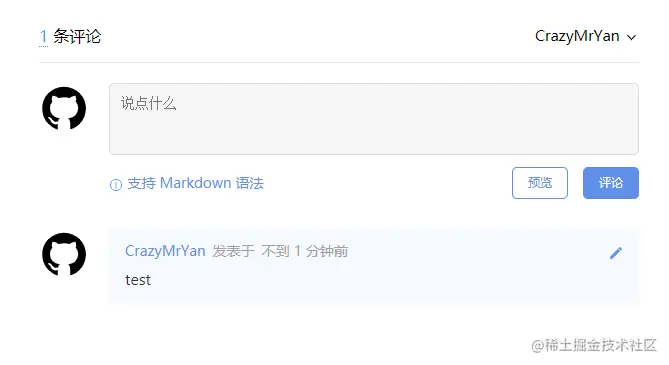 1 条评论 CrazyMrYan
说点什么
支持 Markdown 语法 预览 评论
CrazyMrYan 发表于 不到 1 分钟前
test
@稀土掘金技术社区